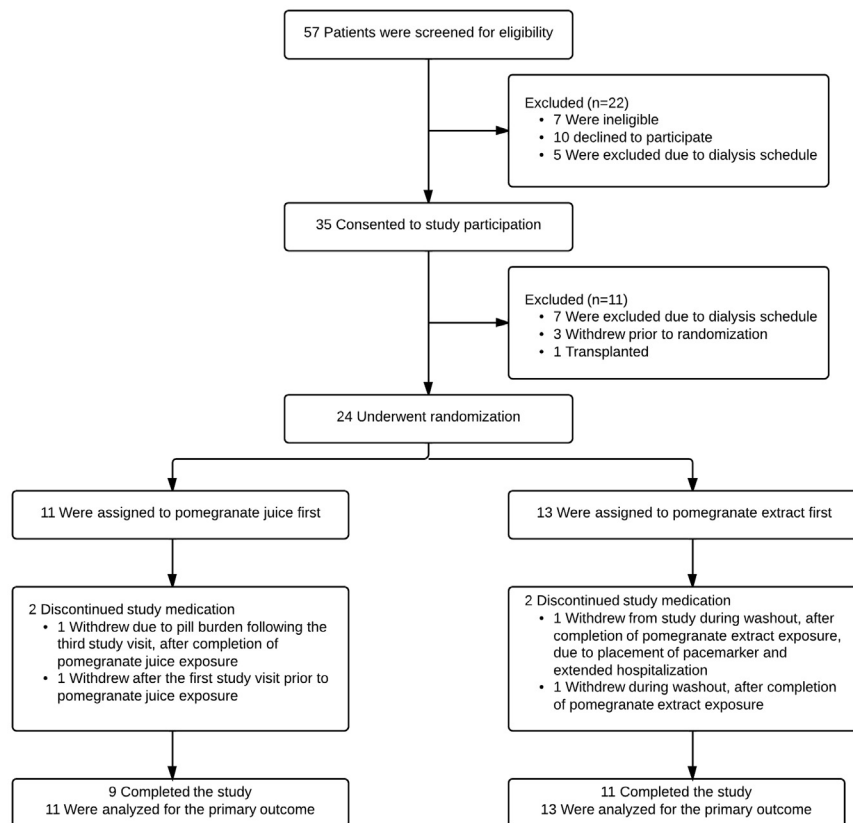 57 Patients were screened for eligibility
Excluded (n=22)
• 7 Were ineligible
• 10 declined to participate
• 5 Were excluded due to dialysis schedule
35 Consented to study participation
Excluded (n=11)
• 7 Were excluded due to dialysis schedule
• 3 Withdrew prior to randomization
• 1 Transplanted
24 Underwent randomization
11 Were assigned to pomegranate juice first
13 Were assigned to pomegranate extract first
2 Discontinued study medication
• 1 Withdrew due to pill burden following the
third study visit, after completion of
pomegranate juice exposure
• 1 Withdrew after the first study visit prior to
pomegranate juice exposure
2 Discontinued study medication
• 1 Withdrew from study during washout, after
completion of pomegranate extract exposure,
due to placement of pacemarker and
extended hospitalization
• 1 Withdrew during washout, after completion
of pomegranate extract exposure
9 Completed the study
11 Were analyzed for the primary outcome
11 Completed the study
13 Were analyzed for the primary outcome